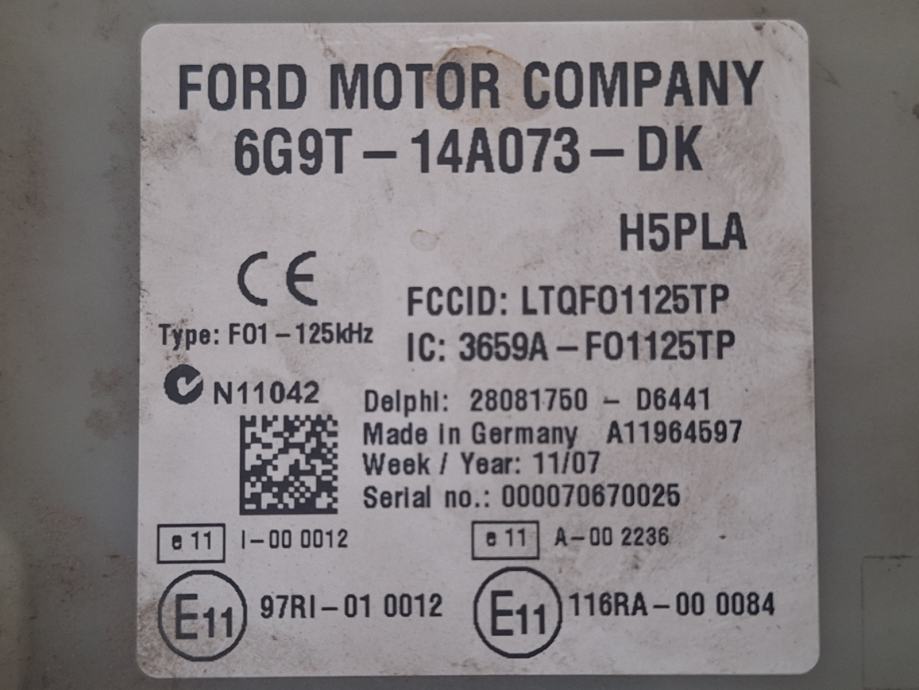 FORD MOTOR COMPANY
6G9T-14A073-DK
H5PLA
CE
FCCID: LTQFO1125TP
Type: FO1-125kHz
IC: 3659A-FO1125TP
N11042
Delphi: 28081750 - D6441
Made in Germany A11964597
Week / Year: 11/07
Serial no.: 000070670025
e 11 I-00 0012
e 11 A-00 2236
E11 97RI-01 0012
E11 116RA-00 0084